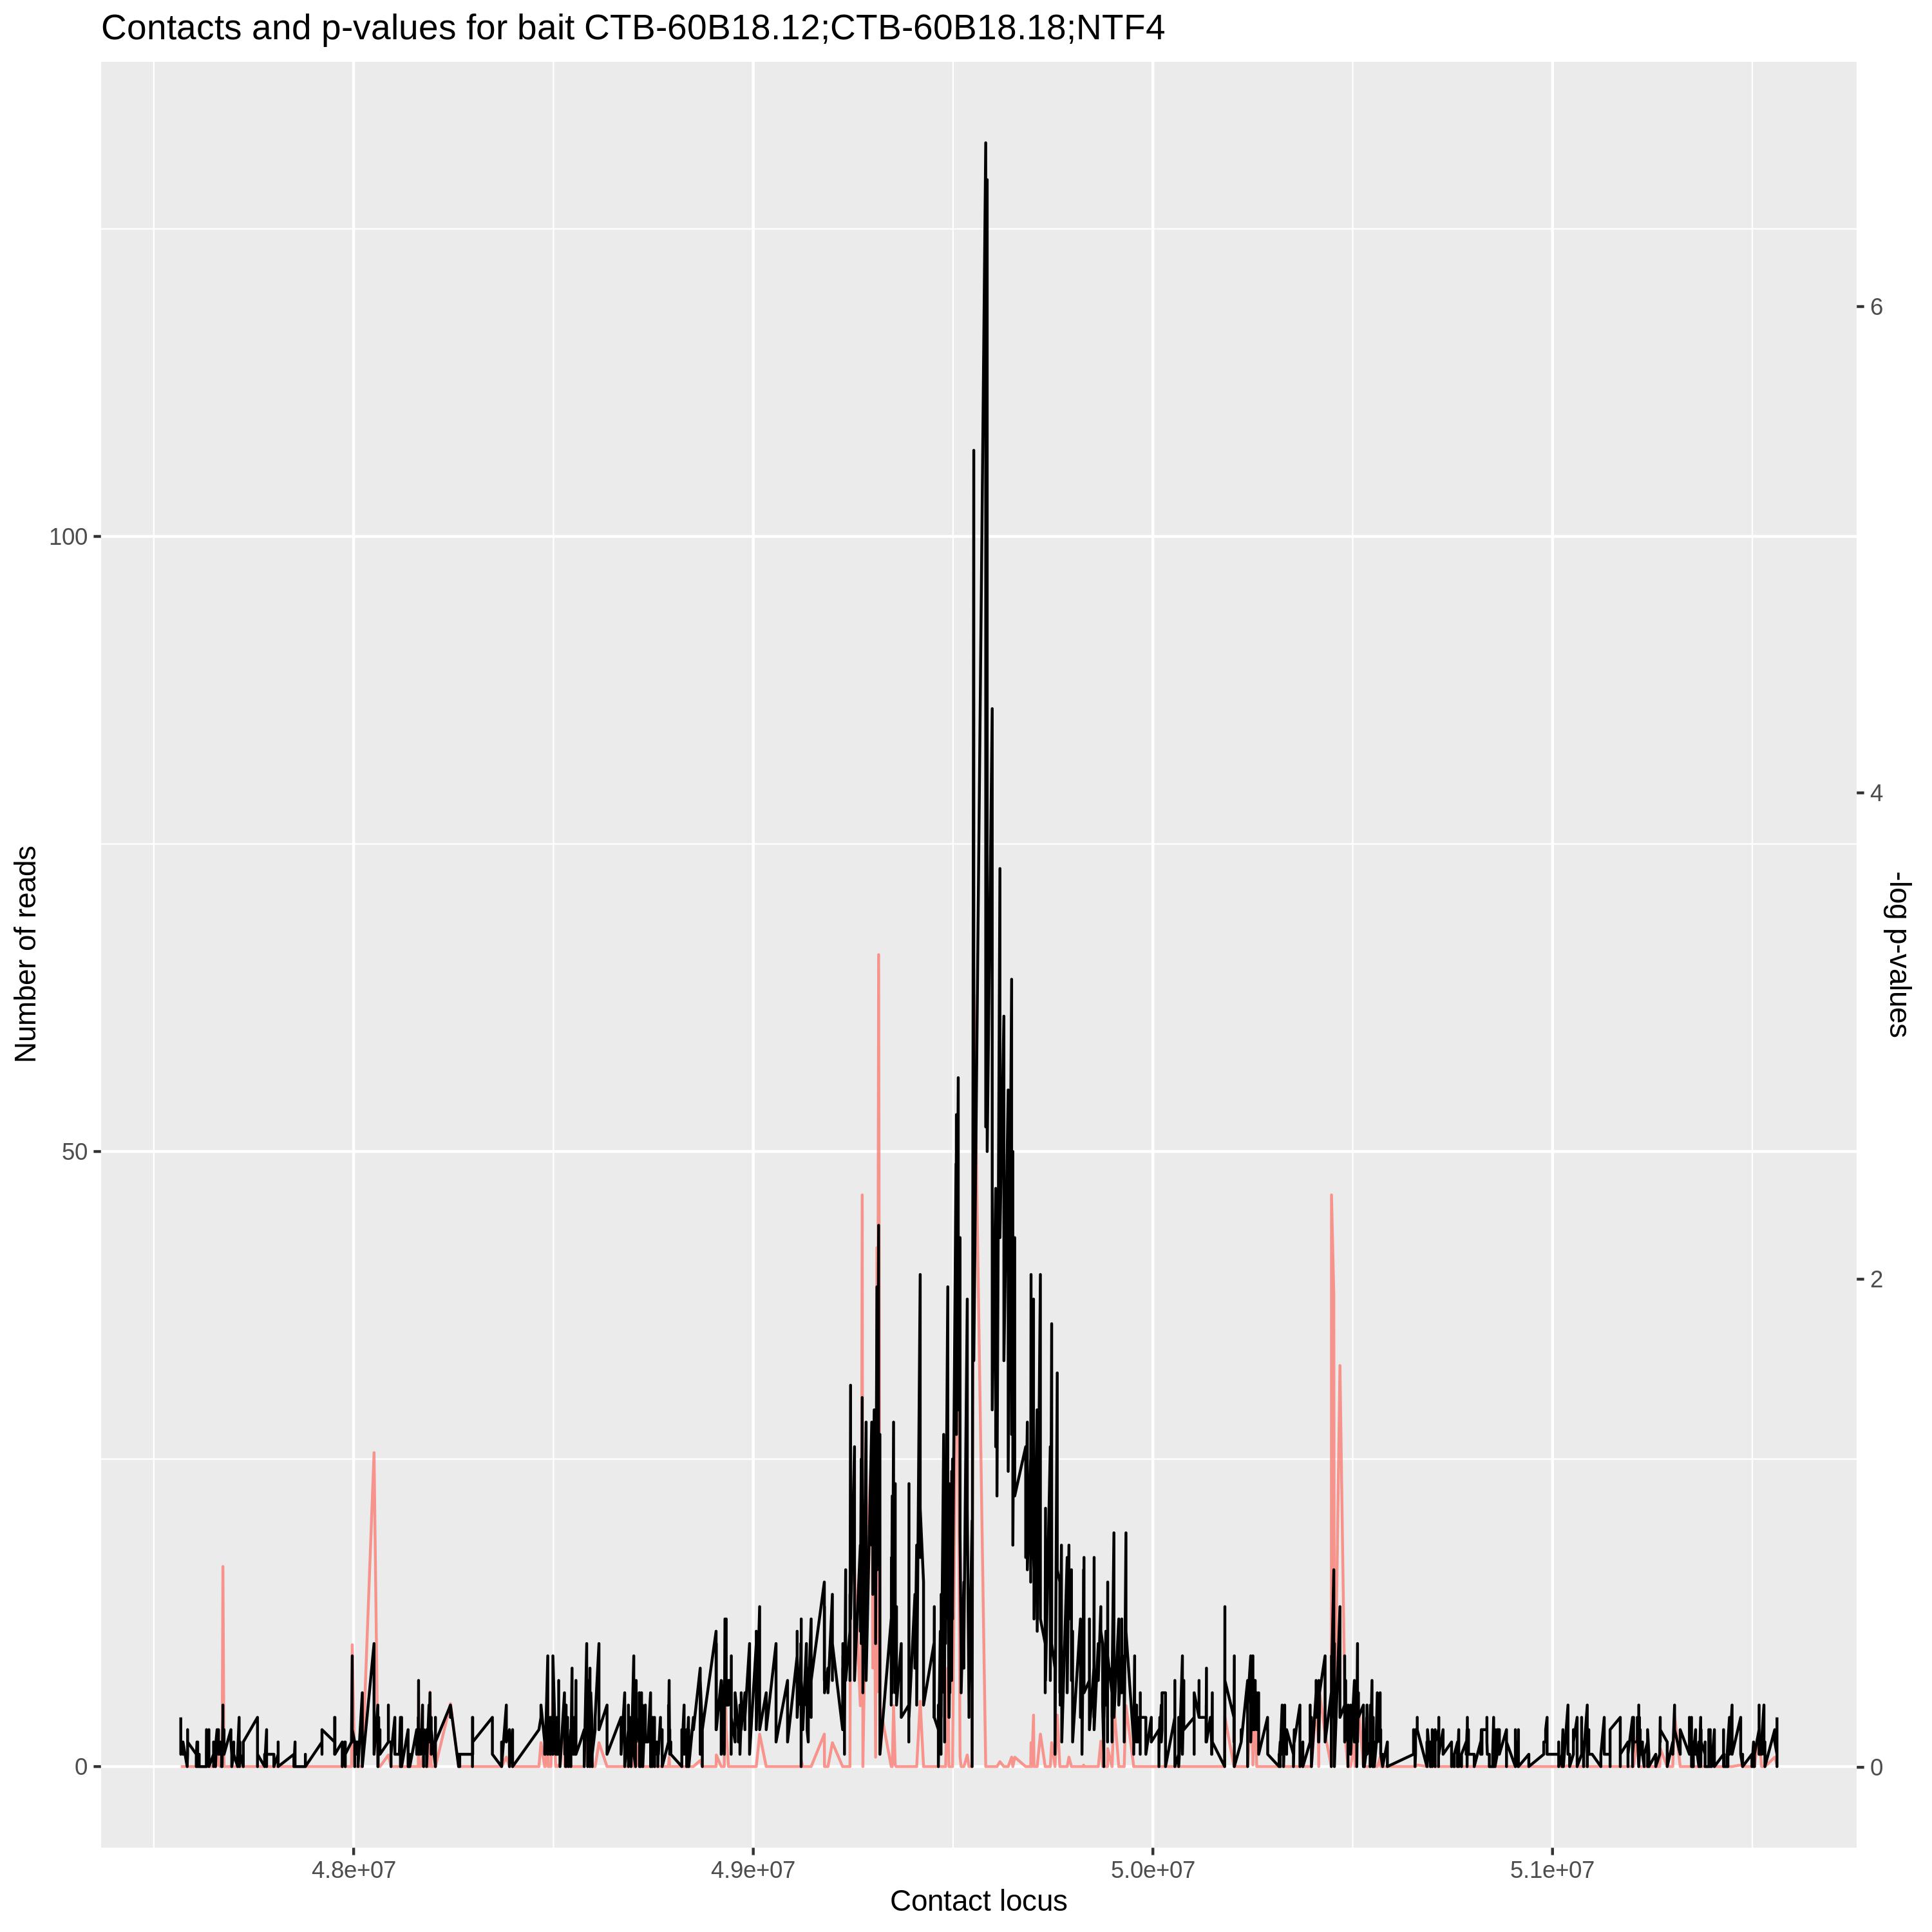 Contacts and p-values for bait CTB-60B18.12;CTB-60B18.18;NTF4
Number of reads
100
50
0
6
4
2
0
-log p-values
4.8e+07
4.9e+07
5.0e+07
5.1e+07
Contact locus